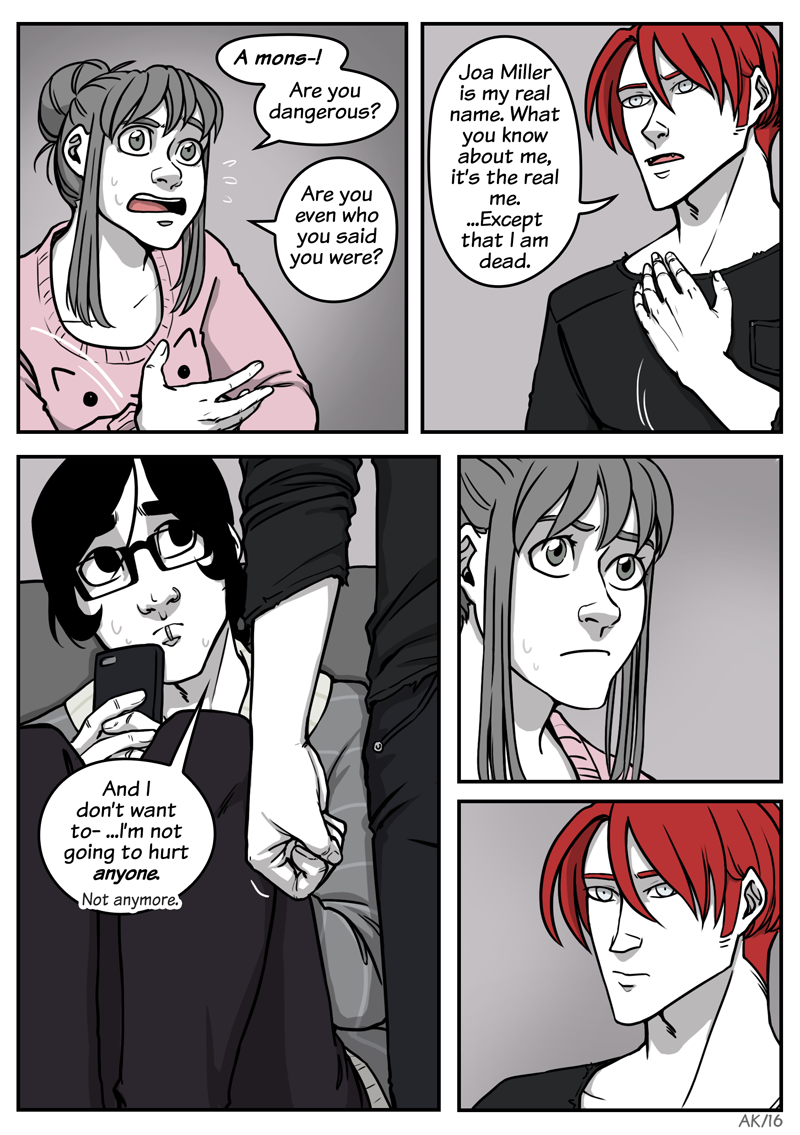 A mons-!
Are you
dangerous?
Are you
even who
you said
you were?
Joa Miller
is my real
name. What
you know
about me,
it's the real
me.
...Except
that I am
dead.
And I
don't want
to- ...I'm not
going to hurt
anyone.
Not anymore.
AK/16